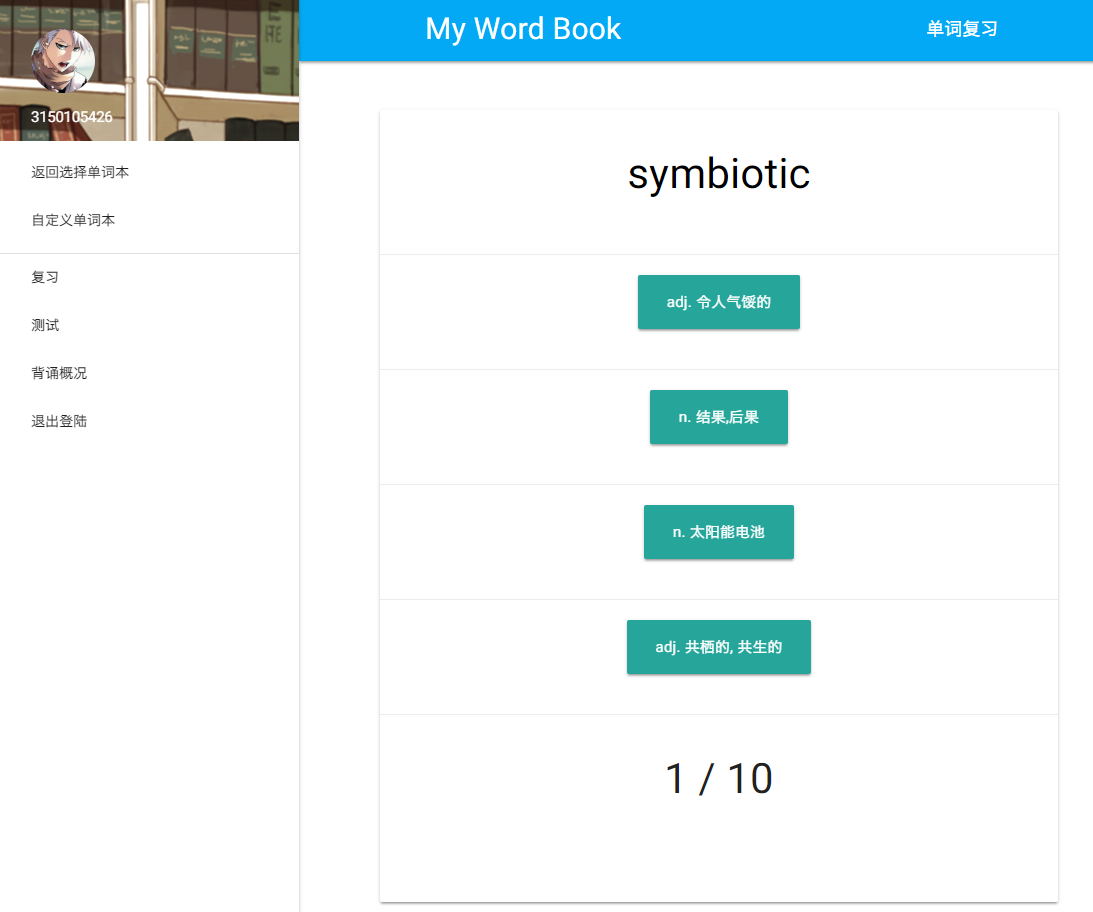 My Word Book
单词复习
3150105426
返回选择单词本
自定义单词本
复习
测试
背诵概况
退出登陆
symbiotic
adj. 令人气馁的
n. 结果,后果
n. 太阳能电池
adj. 共栖的, 共生的
1 / 10